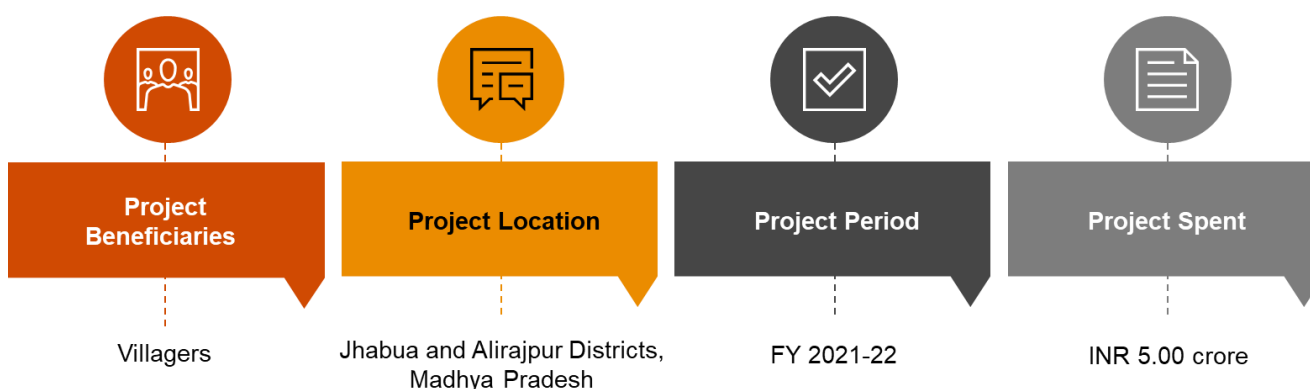 Project
Beneficiaries
Project Location
Project Period
Project Spent
Villagers
Jhabua and Alirajpur Districts,
Madhya Pradesh
FY 2021-22
INR 5.00 crore